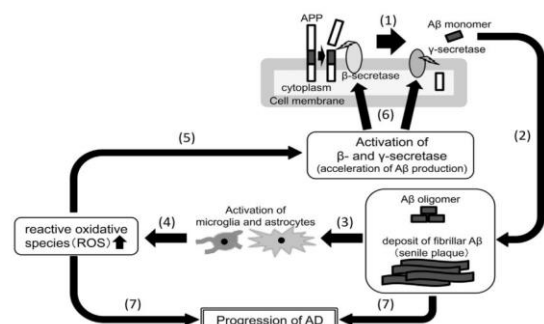 APP
(1)
Aβ monomer
γ-secretase
β-secretase
cytoplasm
Cell membrane
(6)
(2)
(5)
Activation of
β- and γ-secretase
(acceleration of Aβ production)
Aβ oligomer
deposit of fibrillar Aβ
(senile plaque)
Activation of
microglia and astrocytes
(3)
(4)
reactive oxidative
species(ROS)
(7)
(7)
Progression of AD